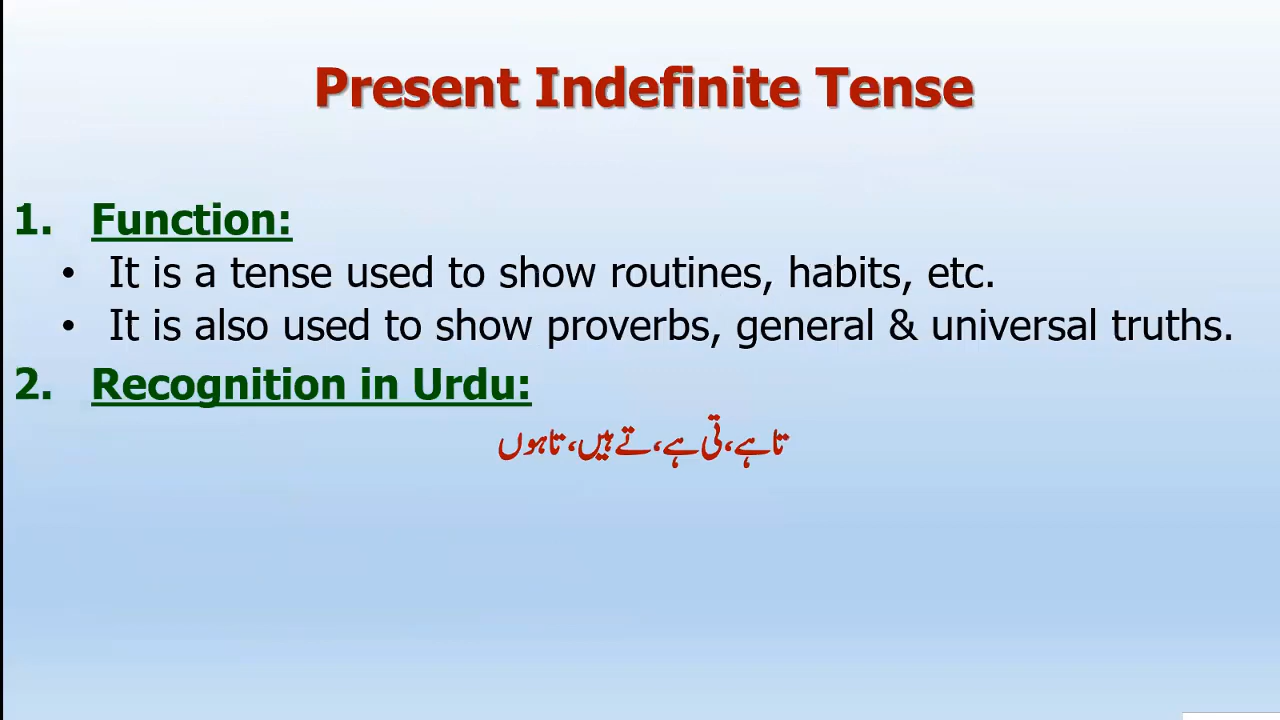 Present Indefinite Tense
1. Function:
• It is a tense used to show routines, habits, etc.
• It is also used to show proverbs, general & universal truths.
2. Recognition in Urdu:
تا ہے، تی ہے، تے ہیں، تا ہوں